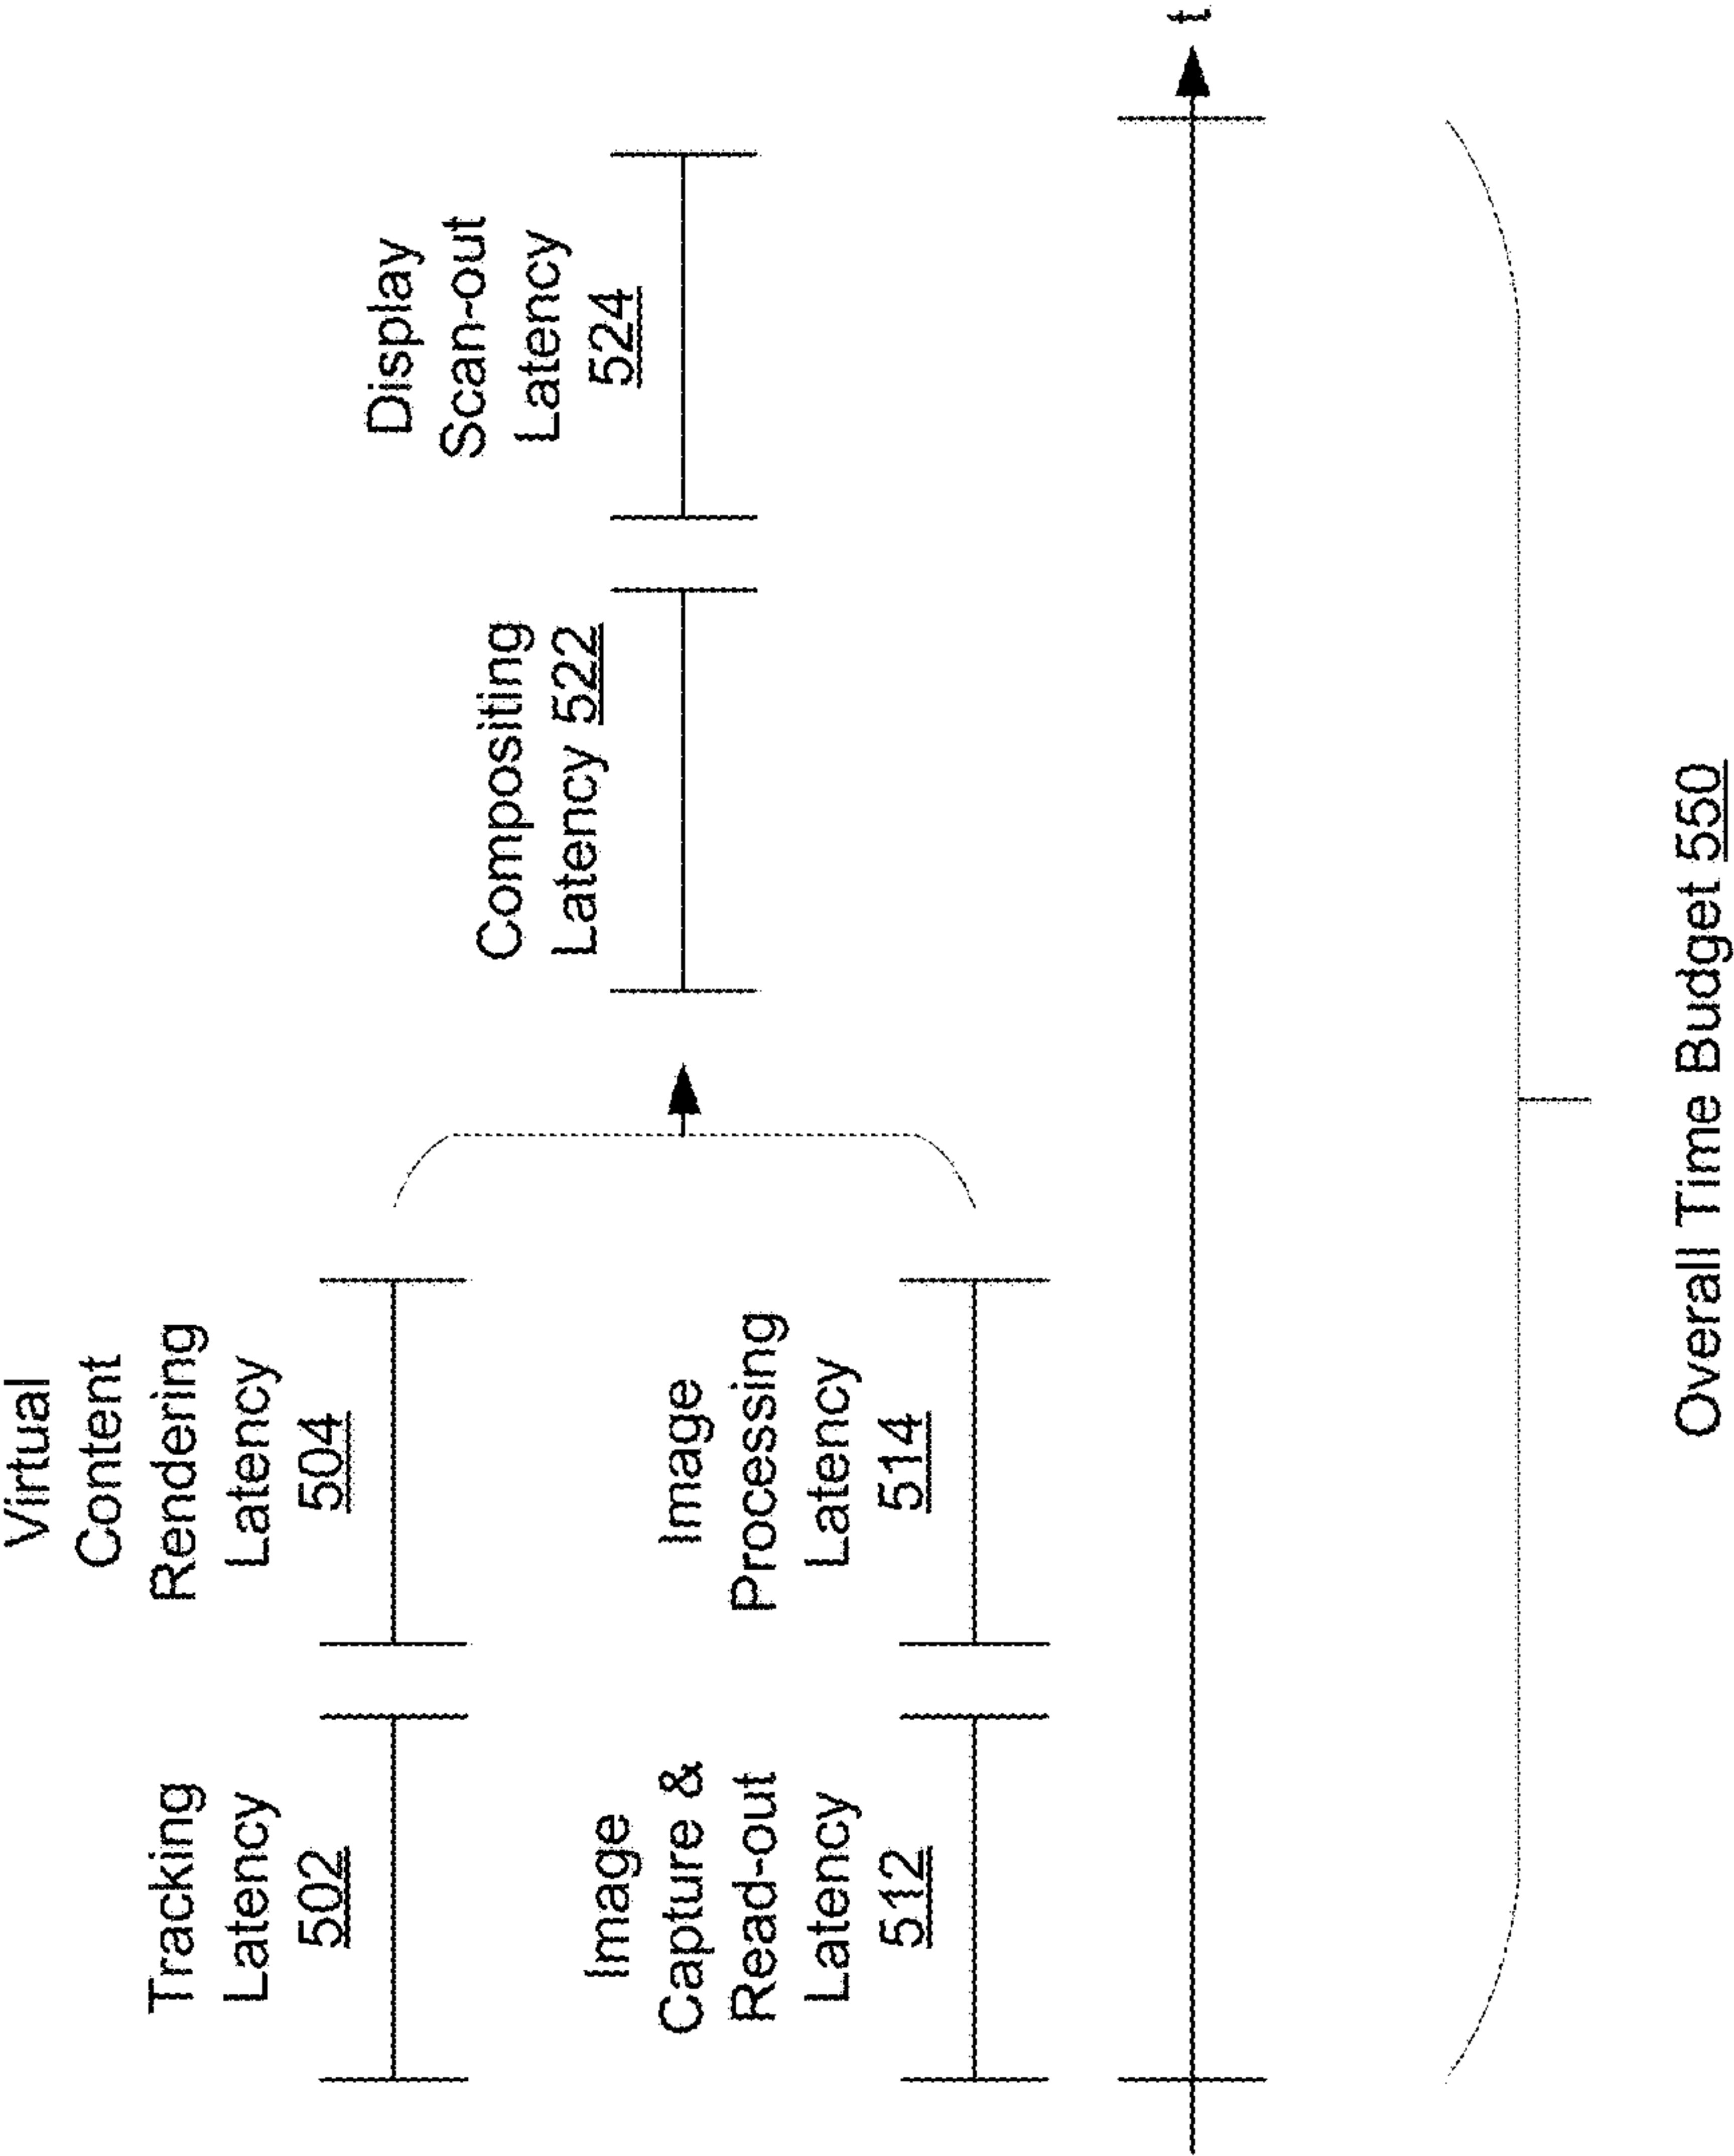 Tracking
Latency
502
Virtual
Content
Rendering
Latency
504
Image
Capture &
Read-out
Latency
512
Image
Processing
Latency
514
Compositing
Latency 522
Display
Scan-out
Latency
524
t
Overall Time Budget 550